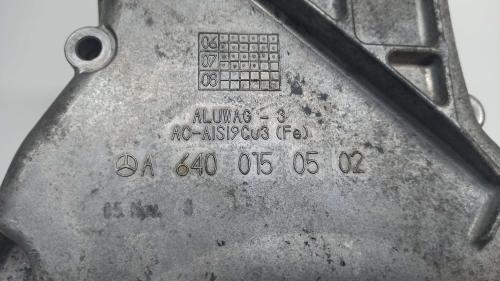 06
07
08
ALUWAG - 3
AC-AlSi9Cu3 (Fe)
A 640 015 05 02